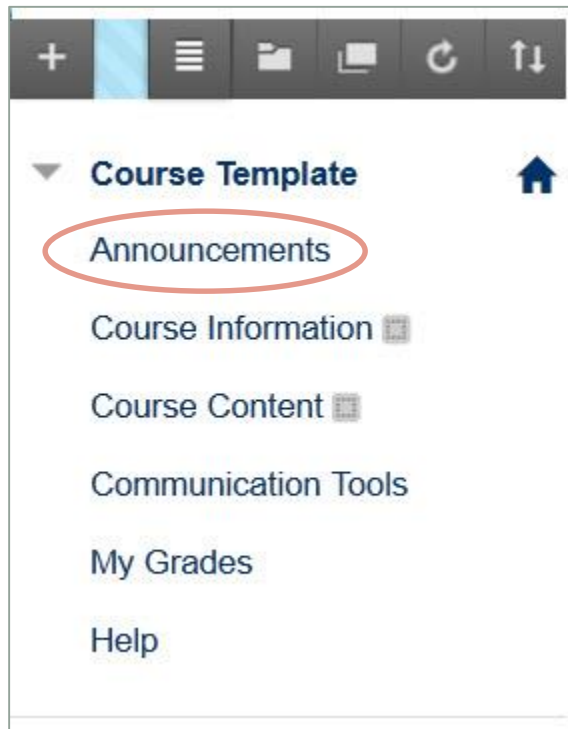 Course Template
Announcements
Course Information
Course Content
Communication Tools
My Grades
Help